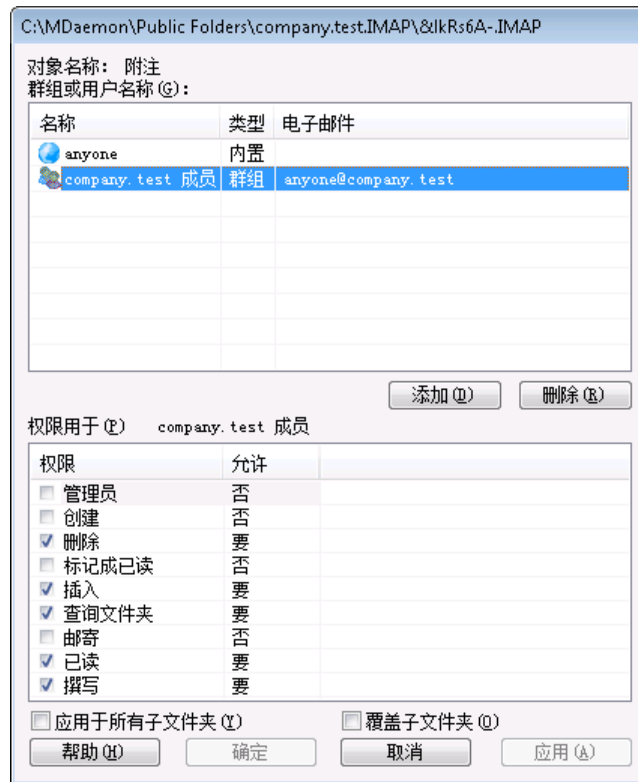 C:\MDaemon\Public Folders\company.test.IMAP\&lkRs6A-.IMAP
对象名称: 附注
群组或用户名称(G):
名称 类型 电子邮件
anyone 内置
company.test 成员 群组 anyone@company.test
添加(D) 删除(R)
权限用于(P) company.test 成员
权限 允许
管理员 否
创建 否
删除 要
标记成已读 否
插入 要
查询文件夹 要
邮寄 否
已读 要
撰写 要
应用于所有子文件夹(Y) 覆盖子文件夹(O)
帮助(H) 确定 取消 应用(A)